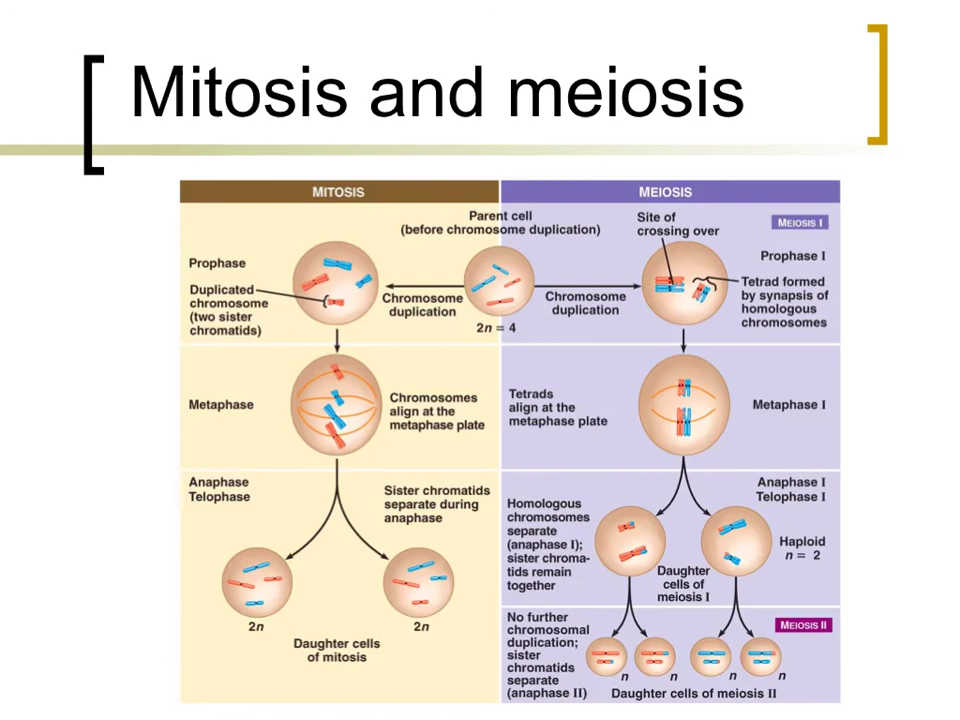 Mitosis and meiosis
MITOSIS
MEIOSIS
Parent cell
(before chromosome duplication)
Site of
crossing over
MEIOSIS I
Prophase
Prophase I
Duplicated
chromosome
(two sister
chromatids)
Chromosome
duplication
2n = 4
Chromosome
duplication
Tetrad formed
by synapsis of
homologous
chromosomes
Metaphase
Chromosomes
align at the
metaphase plate
Tetrads
align at the
metaphase plate
Metaphase I
Anaphase
Telophase
Sister chromatids
separate during
anaphase
Homologous
chromosomes
separate
(anaphase I);
sister chroma-
tids remain
together
Anaphase I
Telophase I
Haploid
n = 2
Daughter
cells of
meiosis I
2n
2n
Daughter cells
of mitosis
No further
chromosomal
duplication;
sister
chromatids
separate
(anaphase II)
MEIOSIS II
n
n
n
n
Daughter cells of meiosis II